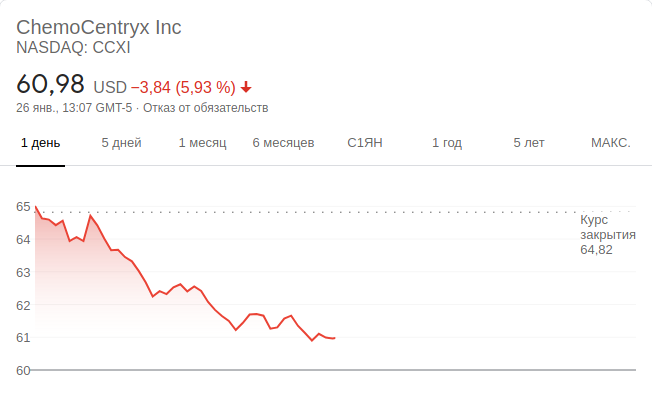 ChemoCentryx Inc
NASDAQ: CCXI
60,98 USD −3,84 (5,93 %)
26 янв., 13:07 GMT-5 · Отказ от обязательств
1 день 5 дней 1 месяц 6 месяцев С1ЯН 1 год 5 лет МАКС.
65
Курс
закрытия
64,82
64
63
62
61
60